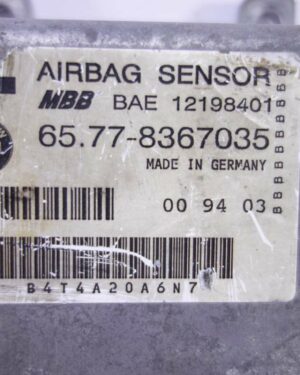 AIRBAG SENSOR
MBB BAE 12198401
65.77-8367035
MADE IN GERMANY
00 94 03
B4T4A20A6N7